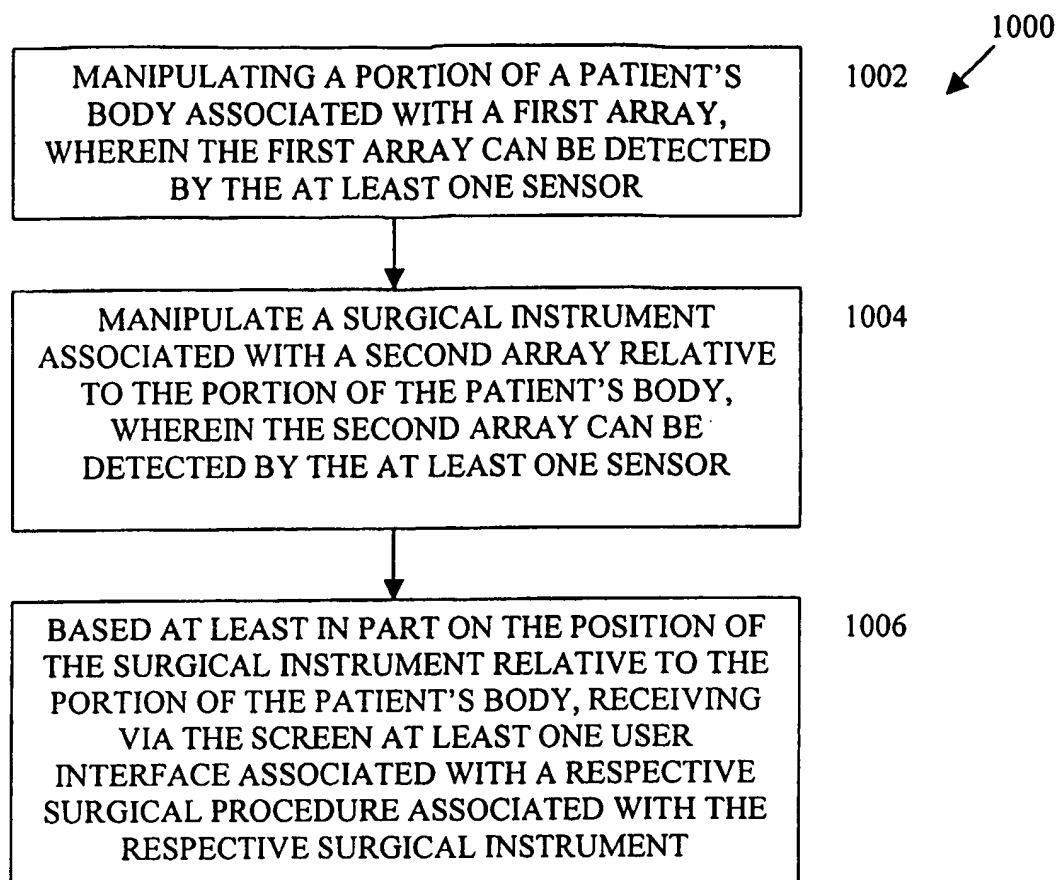 1000
MANIPULATING A PORTION OF A PATIENT'S
BODY ASSOCIATED WITH A FIRST ARRAY,
WHEREIN THE FIRST ARRAY CAN BE DETECTED
BY THE AT LEAST ONE SENSOR
1002
MANIPULATE A SURGICAL INSTRUMENT
ASSOCIATED WITH A SECOND ARRAY RELATIVE
TO THE PORTION OF THE PATIENT'S BODY,
WHEREIN THE SECOND ARRAY CAN BE
DETECTED BY THE AT LEAST ONE SENSOR
1004
BASED AT LEAST IN PART ON THE POSITION OF
THE SURGICAL INSTRUMENT RELATIVE TO THE
PORTION OF THE PATIENT'S BODY, RECEIVING
VIA THE SCREEN AT LEAST ONE USER
INTERFACE ASSOCIATED WITH A RESPECTIVE
SURGICAL PROCEDURE ASSOCIATED WITH THE
RESPECTIVE SURGICAL INSTRUMENT
1006